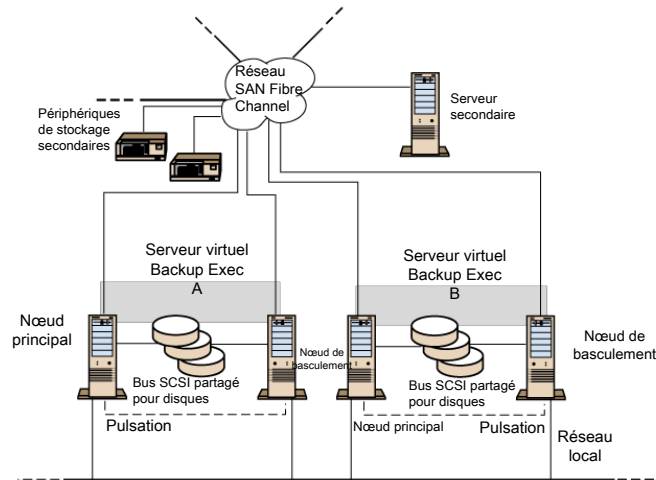 Réseau
SAN Fibre
Channel
Périphériques
de stockage
secondaires
Serveur
secondaire
Serveur virtuel
Backup Exec
A
Serveur virtuel
Backup Exec
B
Nœud
principal
Nœud de
basculement
Nœud de
basculement
Bus SCSI partagé
pour disques
Bus SCSI partagé
pour disques
Pulsation
Nœud principal
Pulsation
Réseau
local